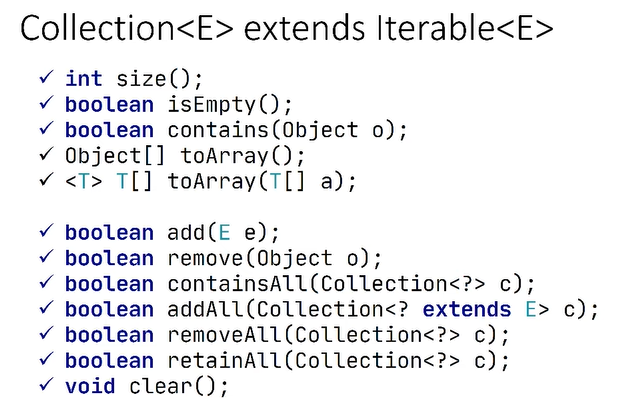 Collection<E> extends Iterable<E>
✓ int size();
✓ boolean isEmpty();
✓ boolean contains(Object o);
✓ Object[] toArray();
✓ <T> T[] toArray(T[] a);
✓ boolean add(E e);
✓ boolean remove(Object o);
✓ boolean containsAll(Collection<?> c);
✓ boolean addAll(Collection<? extends E> c);
✓ boolean removeAll(Collection<?> c);
✓ boolean retainAll(Collection<?> c);
✓ void clear();